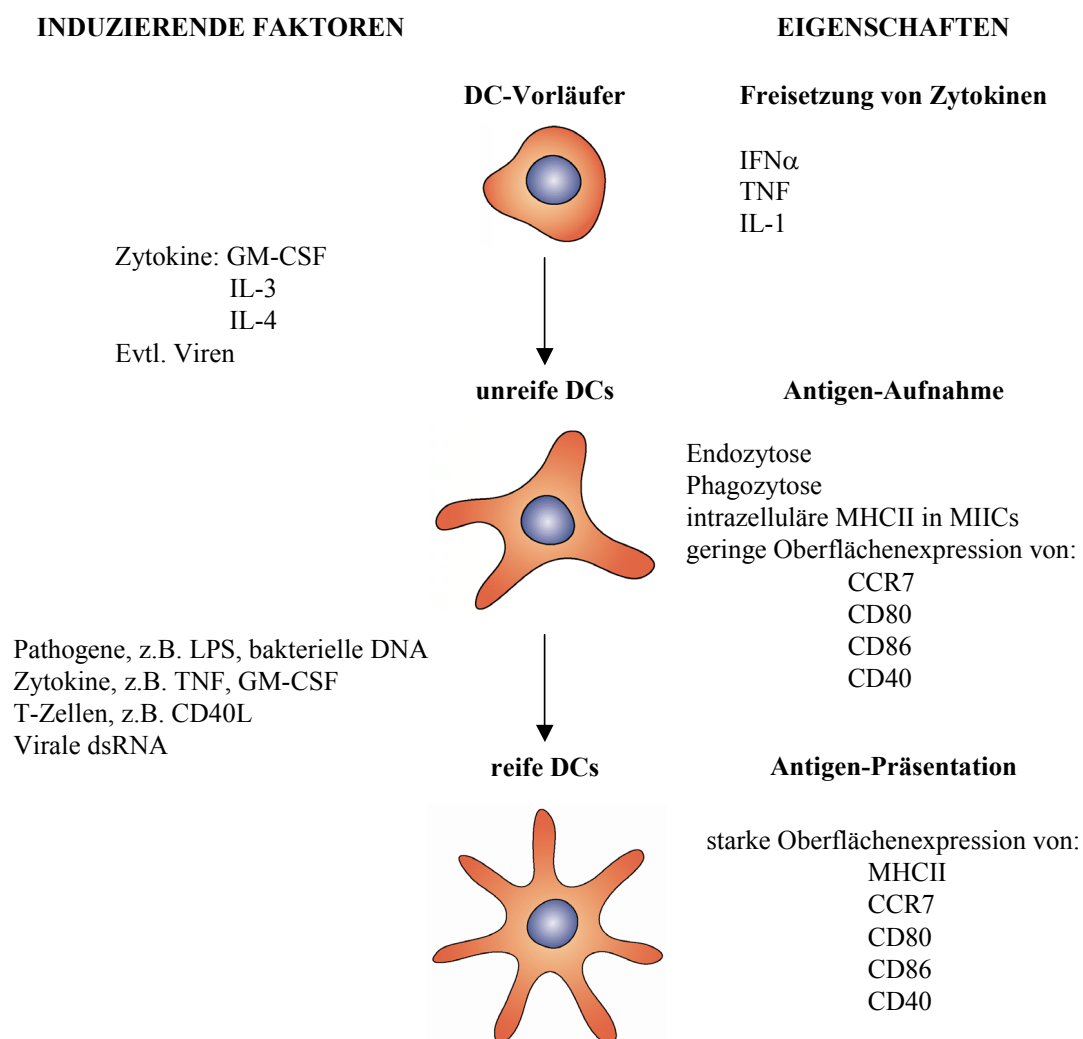 INDUZIERENDE FAKTOREN
EIGENSCHAFTEN
DC-Vorläufer
Freisetzung von Zytokinen
IFNα
TNF
IL-1
Zytokine: GM-CSF
IL-3
IL-4
Evtl. Viren
unreife DCs
Antigen-Aufnahme
Endozytose
Phagozytose
intrazelluläre MHCII in MIICs
geringe Oberflächenexpression von:
CCR7
CD80
CD86
CD40
Pathogene, z.B. LPS, bakterielle DNA
Zytokine, z.B. TNF, GM-CSF
T-Zellen, z.B. CD40L
Virale dsRNA
reife DCs
Antigen-Präsentation
starke Oberflächenexpression von:
MHCII
CCR7
CD80
CD86
CD40